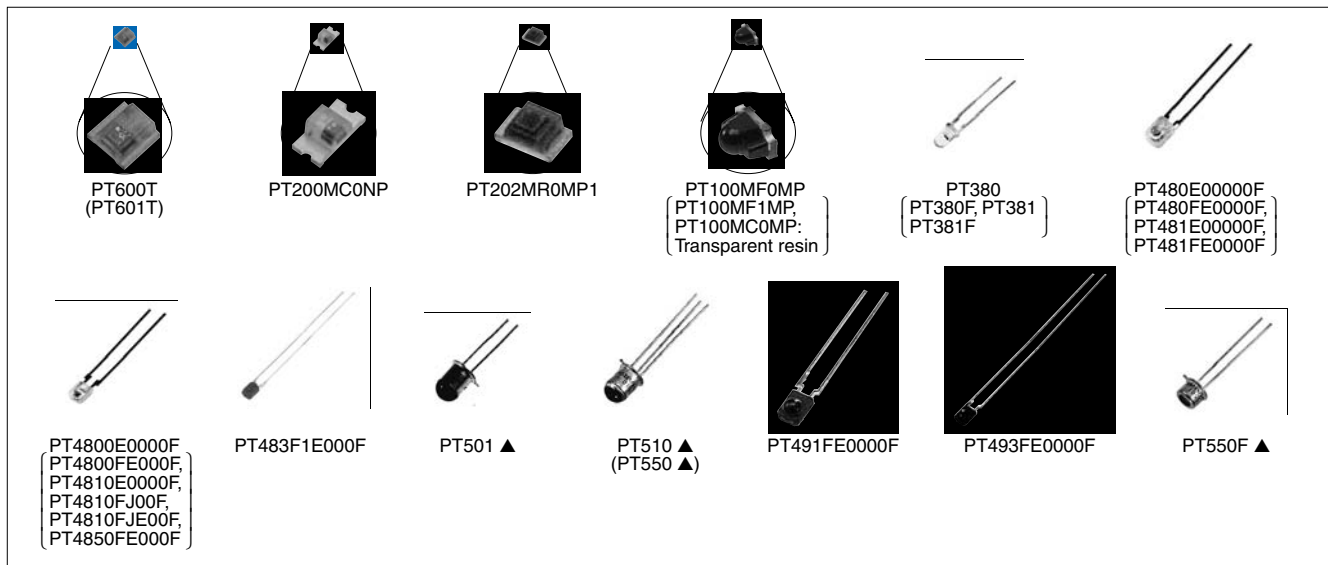 PT600T
(PT601T)
PT200MC0NP
PT202MR0MP1
PT100MF0MP
PT100MF1MP,
PT100MC0MP:
Transparent resin
PT380
PT380F, PT381
PT381F
PT480E00000F
PT480FE0000F,
PT481E00000F,
PT481FE0000F
PT4800E0000F
PT4800FE000F,
PT4810E0000F,
PT4810FJ00F,
PT4810FJE00F,
PT4850FE000F
PT483F1E000F
PT501 ▲
PT510 ▲
(PT550 ▲)
PT491FE0000F
PT493FE0000F
PT550F ▲